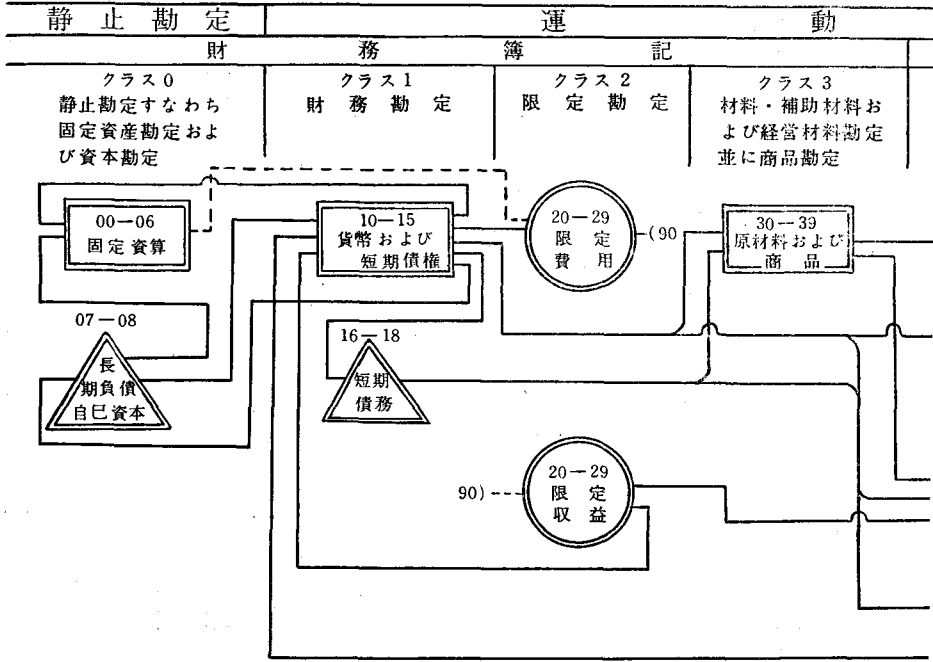 静止勘定
運動
財務簿記
クラス0
静止勘定すなわち
固定資産勘定およ
び資本勘定
クラス1
財務勘定
クラス2
限定勘定
クラス3
材料・補助材料お
よび経営材料勘定
並に商品勘定
00—06
固定資算
10—15
貨幣および
短期債権
20—29
限定
費用
(90
30—39
原材料および
商品
07—08
長
期負債
自己資本
16—18
短期
債務
90)
20—29
限定
収益